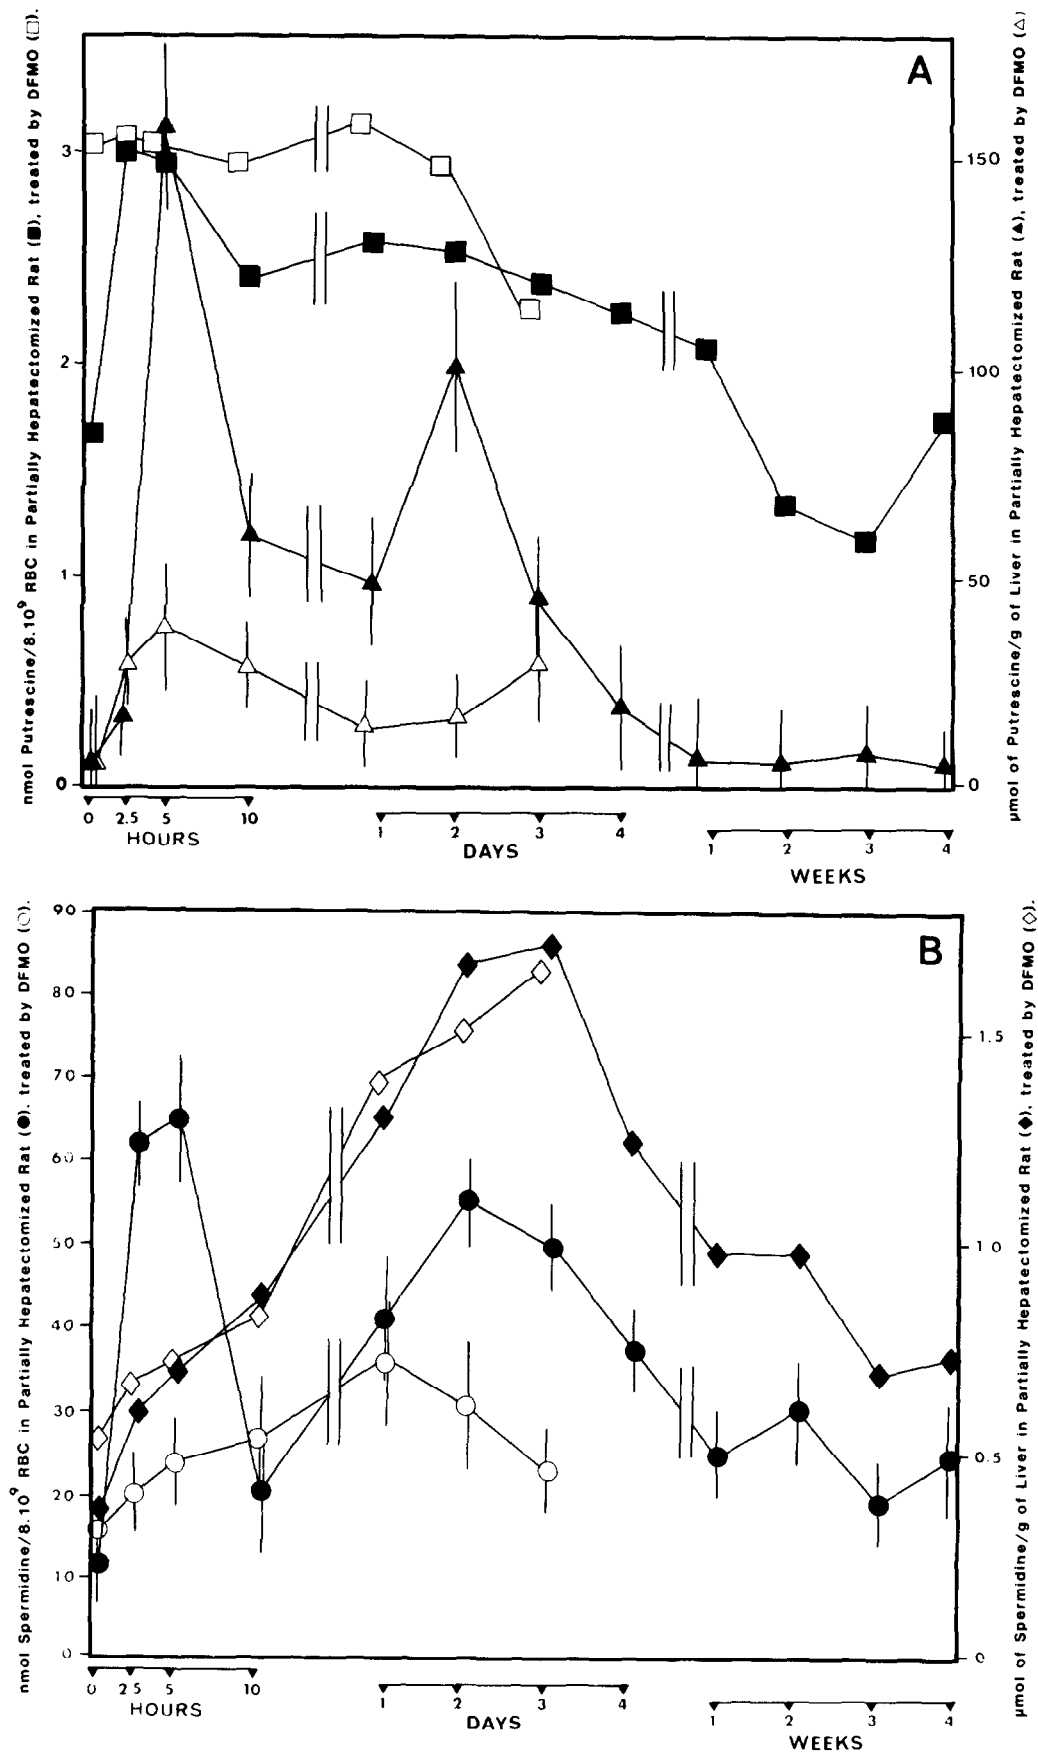 nmol Putrescine/8.10⁹ RBC in Partially Hepatectomized Rat (■), treated by DFMO (□).
A
3
2
1
0
150
100
50
0
µmol of Putrescine/g of Liver in Partially Hepatectomized Rat (▲), treated by DFMO (△)
0 2.5 5 10
HOURS
1 2 3 4
DAYS
1 2 3 4
WEEKS
nmol Spermidine/8.10⁹ RBC in Partially Hepatectomized Rat (●), treated by DFMO (○).
B
90
80
70
60
50
40
30
20
10
0
1.5
1.0
0.5
0
µmol of Spermidine/g of Liver in Partially Hepatectomized Rat (◆), treated by DFMO (◇).
0 2 5 5 10
HOURS
1 2 3 4
DAYS
1 2 3 4
WEEKS